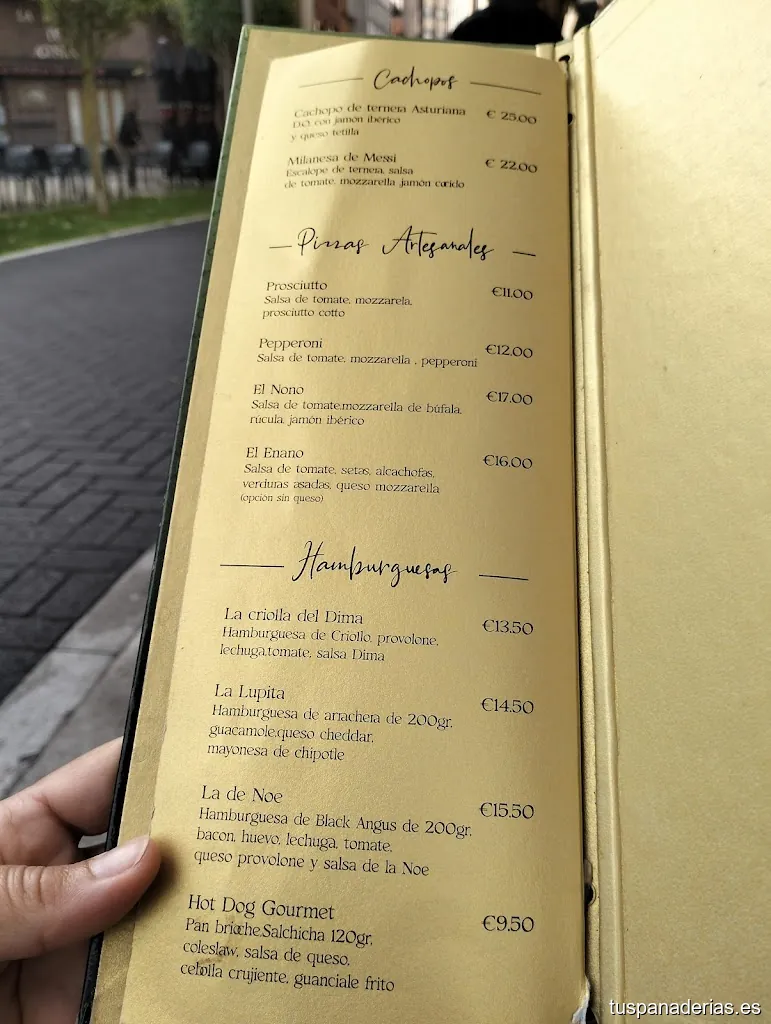 Cachopos
Cachopo de ternera Asturiana € 25.00
D.O. con jamón ibérico
y queso tetilla
Milanesa de Messi € 22.00
Escalope de ternera, salsa
de tomate, mozzarella ,jamón cocido
Pizzas Artesanales
Prosciutto €11.00
Salsa de tomate, mozzarela,
prosciutto cotto
Pepperoni €12.00
Salsa de tomate, mozzarella , pepperoni
El Nono €17.00
Salsa de tomate,mozzarella de búfala,
rúcula, jamón ibérico
El Enano €16.00
Salsa de tomate, setas, alcachofas,
verduras asadas, queso mozzarella
(opción sin queso)
Hamburguesas
La criolla del Dima €13.50
Hamburguesa de Criollo, provolone,
lechuga,tomate, salsa Dima
La Lupita €14.50
Hamburguesa de arrachera de 200gr,
guacamole,queso cheddar,
mayonesa de chipotle
La de Noe €15.50
Hamburguesa de Black Angus de 200gr,
bacon, huevo, lechuga, tomate,
queso provolone y salsa de la Noe
Hot Dog Gourmet €9.50
Pan brioche,Salchicha 120gr,
coleslaw, salsa de queso,
cebolla crujiente, guanciale frito
tuspanaderias.es